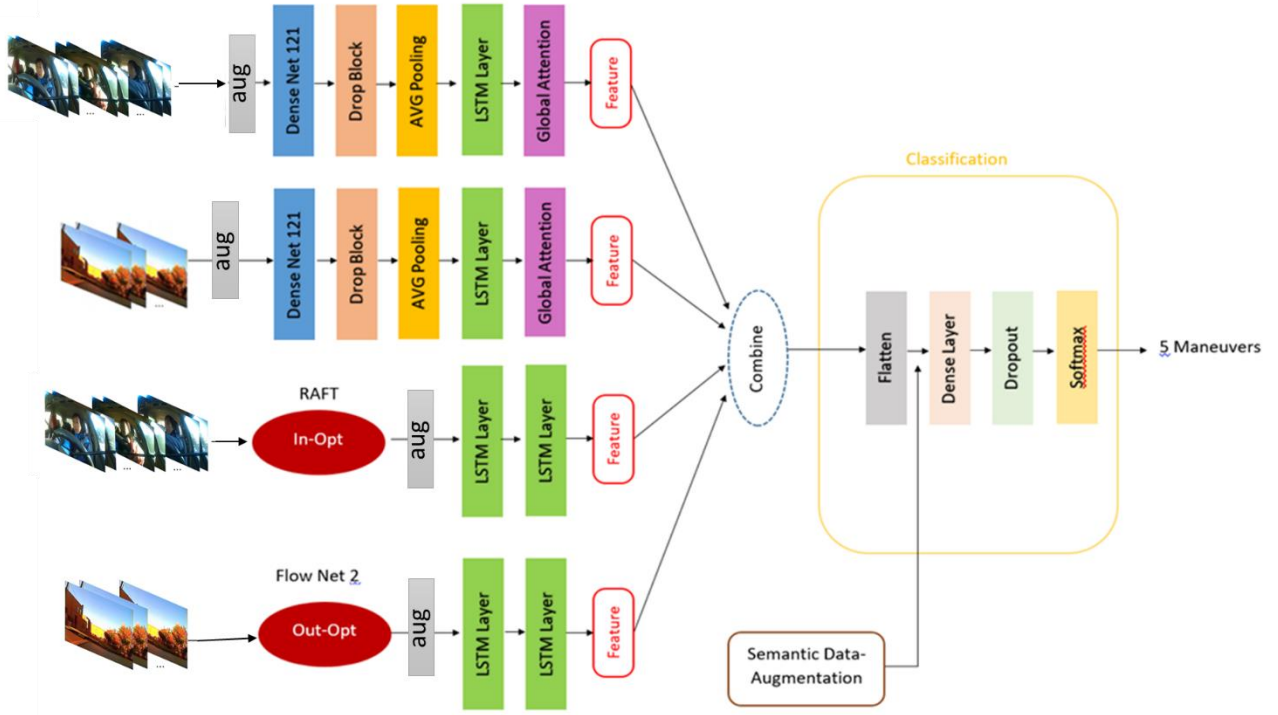 aug
Dense Net 121
Drop Block
AVG Pooling
LSTM Layer
Global Attention
Feature
...
...
aug
Dense Net 121
Drop Block
AVG Pooling
LSTM Layer
Global Attention
Feature
...
RAFT
In-Opt
aug
LSTM Layer
LSTM Layer
Feature
...
...
Flow Net 2
Out-Opt
aug
LSTM Layer
LSTM Layer
Feature
...
Combine
Classification
Flatten
Dense Layer
Dropout
Softmax
5 Maneuvers
Semantic Data-
Augmentation